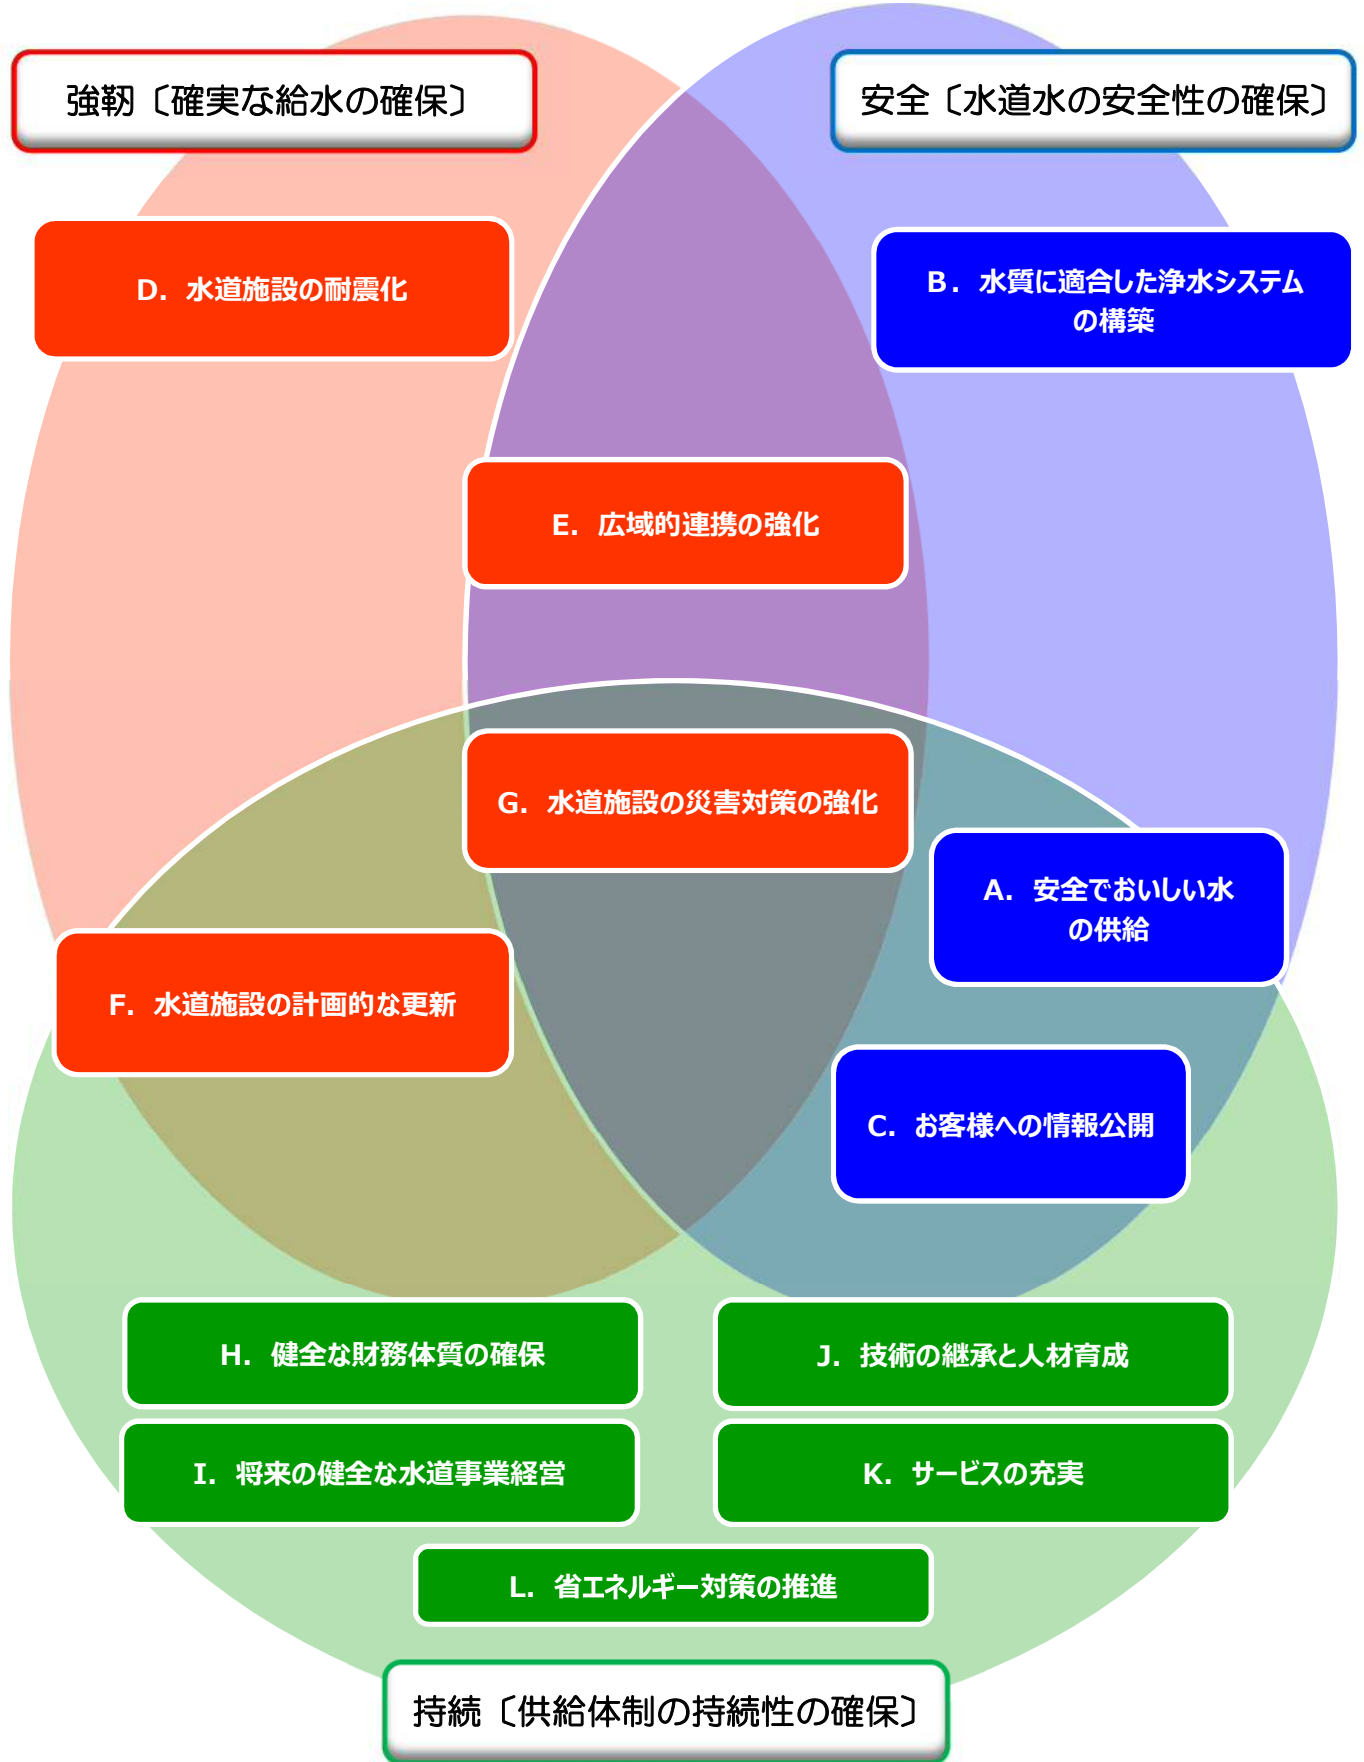 強靭〔確実な給水の確保〕
安全〔水道水の安全性の確保〕
D. 水道施設の耐震化
B. 水質に適合した浄水システム
の構築
E. 広域的連携の強化
G. 水道施設の災害対策の強化
A. 安全でおいしい水
の供給
F. 水道施設の計画的な更新
C. お客様への情報公開
H. 健全な財務体質の確保
J. 技術の継承と人材育成
I. 将来の健全な水道事業経営
K. サービスの充実
L. 省エネルギー対策の推進
持続〔供給体制の持続性の確保〕